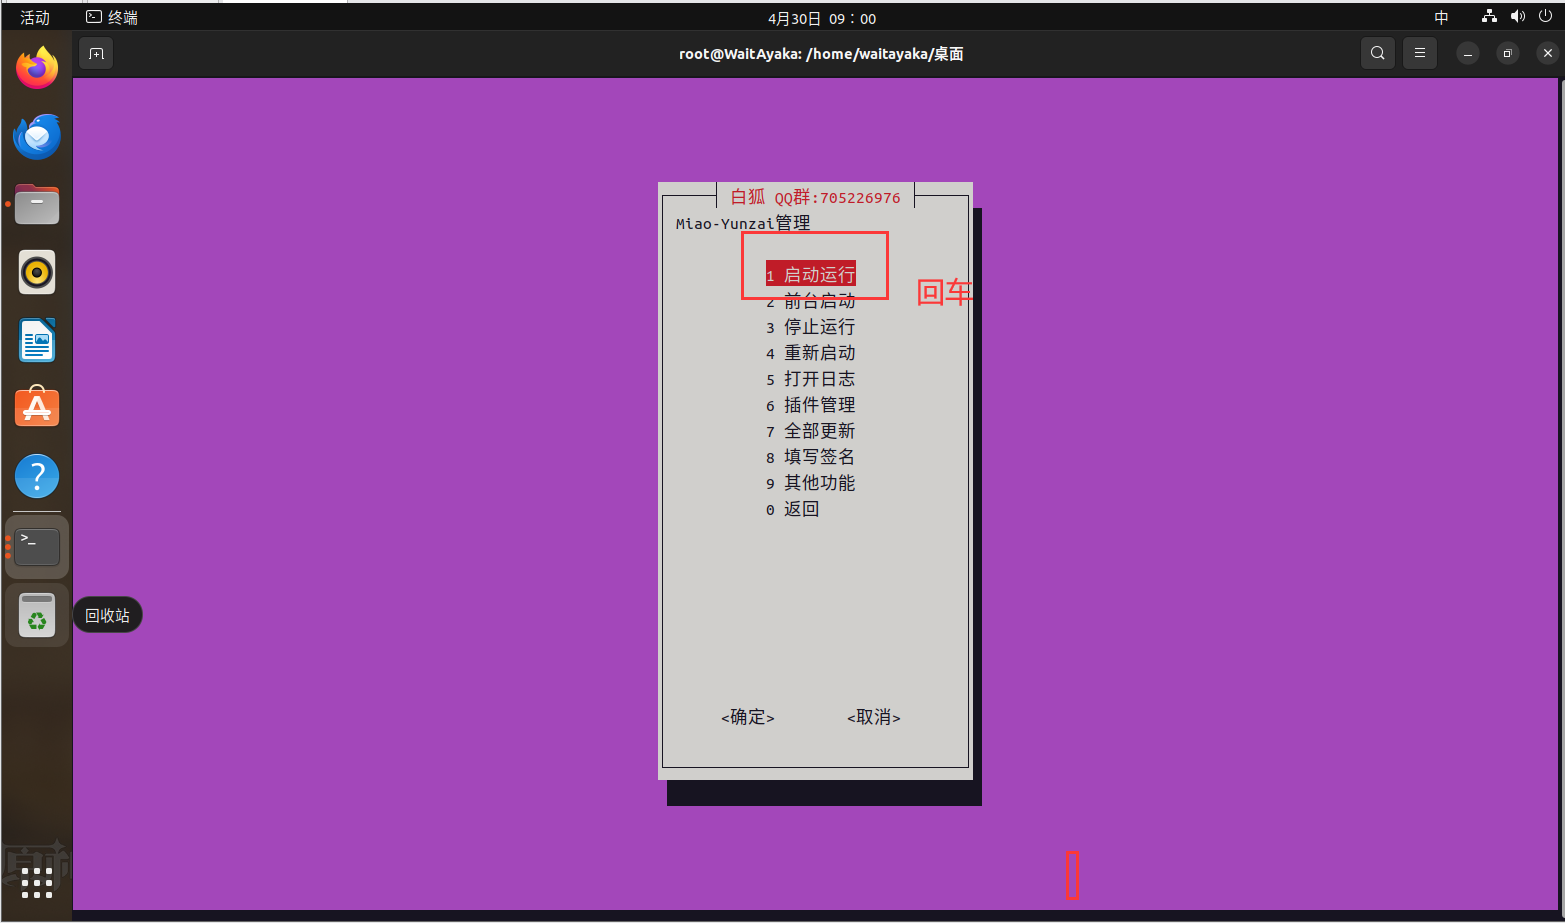 活动 终端 4月30日 09：00 中
root@WaitAyaka: /home/waitayaka/桌面
白狐 QQ群:705226976
Miao-Yunzai管理
1 启动运行
回车
2 前台启动
3 停止运行
4 重新启动
5 打开日志
6 插件管理
7 全部更新
8 填写签名
9 其他功能
0 返回
回收站
<确定> <取消>